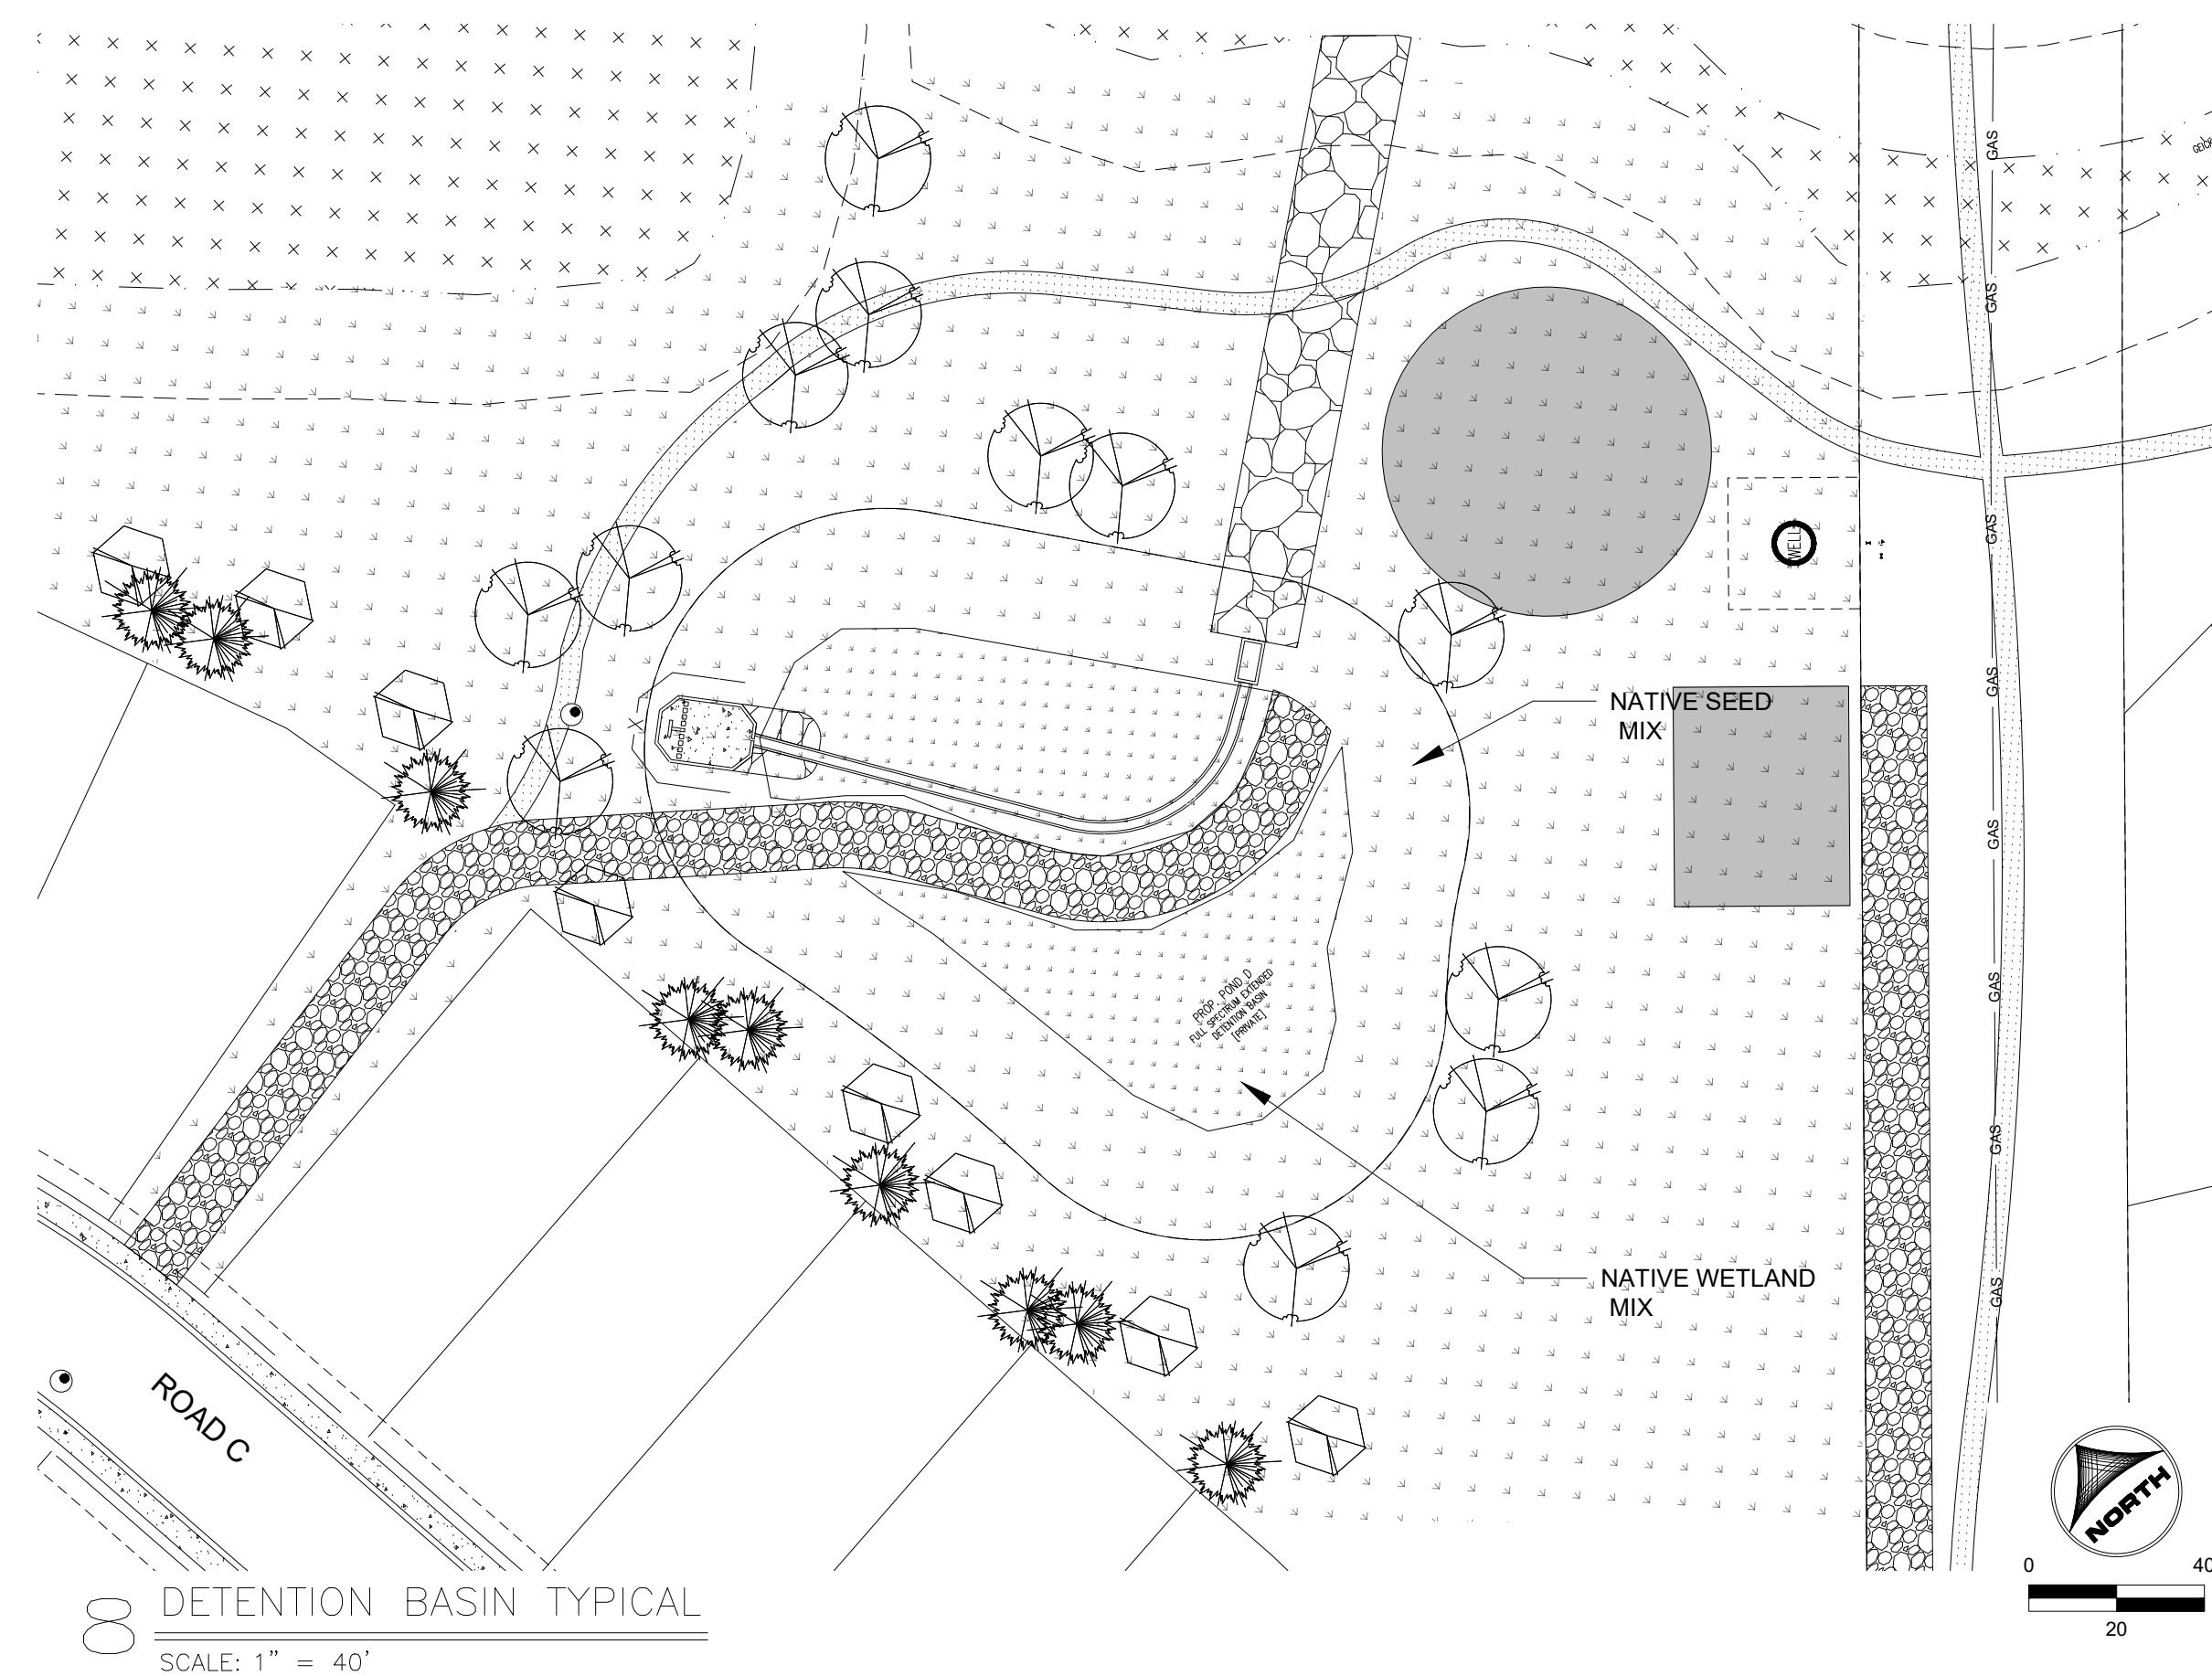 GAS
GAS
GAS
WELL
GAS
NATIVE SEED
MIX
GAS
GAS
PROP. POND D
FULL SPECTRUM EXTENDED
DETENTION BASIN
[PRIVATE]
GAS
NATIVE WETLAND
MIX
GAS
ROAD C
NORTH
0
40
20
8
DETENTION BASIN TYPICAL
SCALE: 1" = 40'
GAS